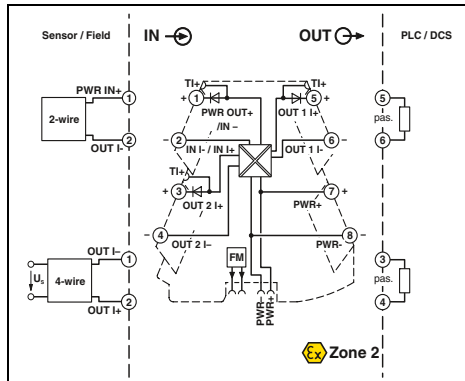 Sensor / Field
IN
OUT
PLC / DCS
PWR IN+
1
2-wire
2
OUT I-
TI+
+
1
PWR OUT+
/IN –
–
2
IN I- / IN I+
TI+
+
3
OUT 2 I+
–
4
OUT 2 I–
TI+
5
+
OUT 1 I+
6
–
OUT 1 I-
7
+
PWR+
8
–
PWR-
FM
PWR-
PWR+
5
pas.
6
OUT I–
1
Us
4-wire
2
OUT I+
3
pas.
4
Ex Zone 2